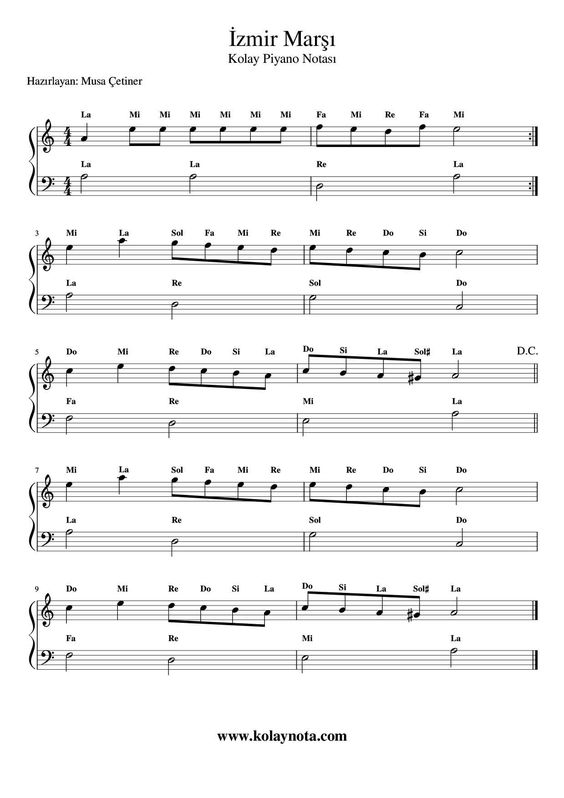 İzmir Marşı
Kolay Piyano Notası
Hazırlayan: Musa Çetiner
La Mi Mi Mi Mi Mi Mi Fa Mi Re Fa Mi
4 4
La La Re La
4 4
3
Mi La Sol Fa Mi Re Mi Re Do Si Do
La Re Sol Do
5
Do Mi Re Do Si La Do Si La Sol♯ La D.C.
Fa Re Mi La
7
Mi La Sol Fa Mi Re Mi Re Do Si Do
La Re Sol Do
9
Do Mi Re Do Si La Do Si La Sol♯ La
Fa Re Mi La
www.kolaynota.com